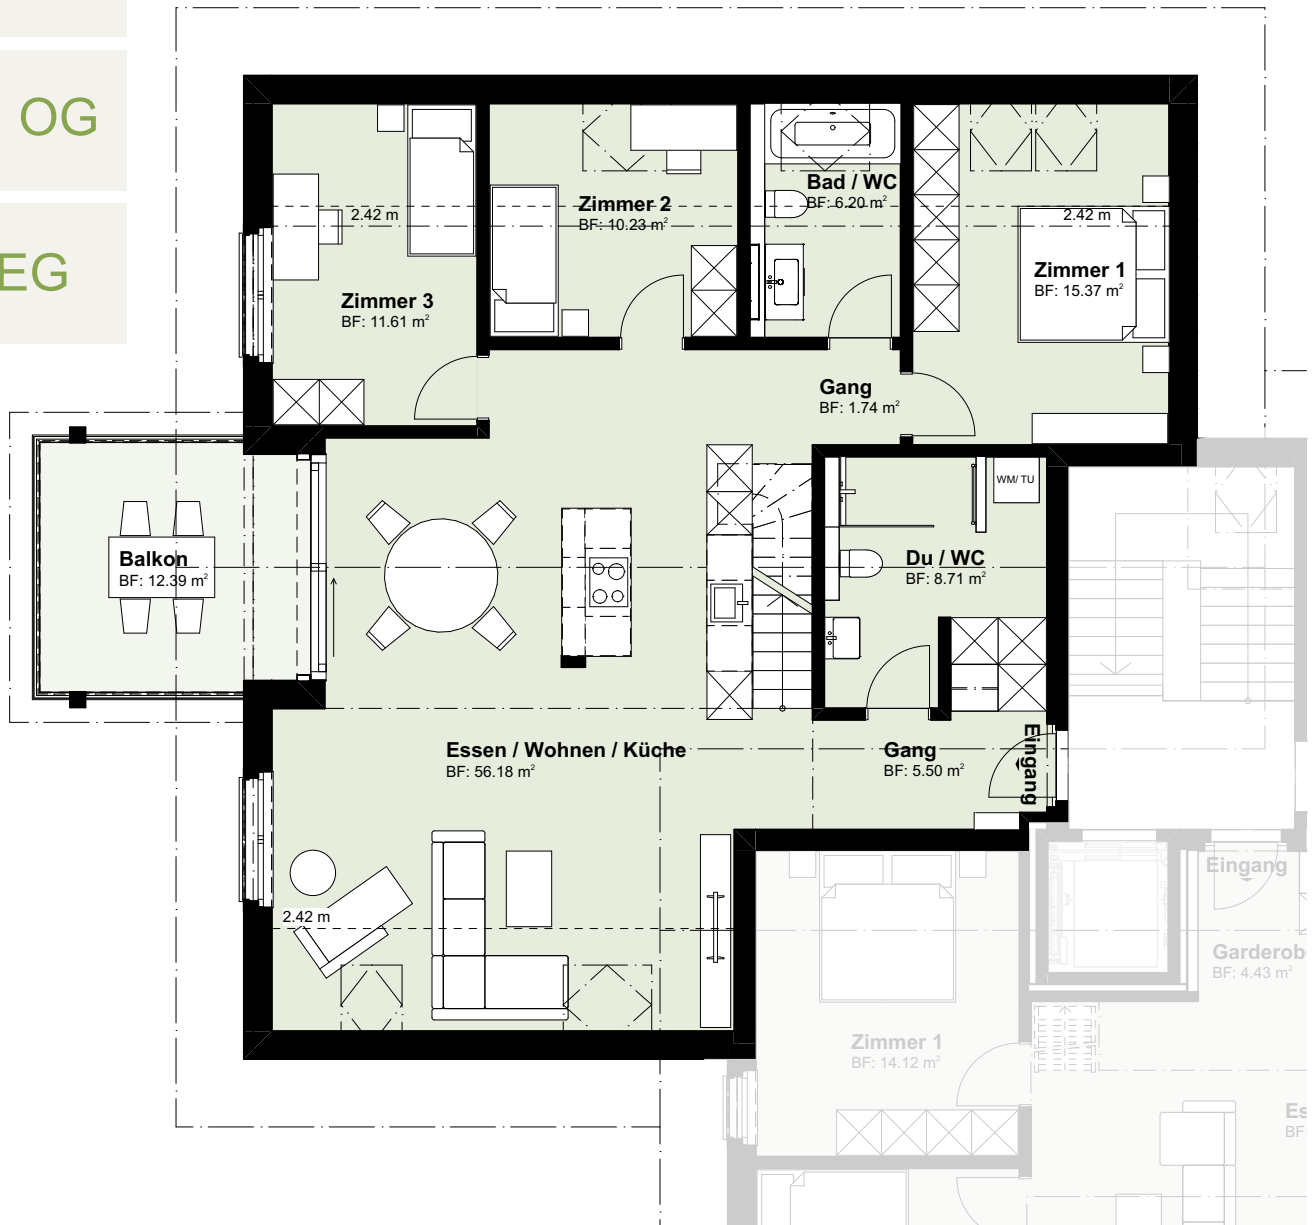 OG
EG
2.42 m
Zimmer 3
BF: 11.61 m²
Zimmer 2
BF: 10.23 m²
Bad / WC
BF: 6.20 m²
2.42 m
Zimmer 1
BF: 15.37 m²
Gang
BF: 1.74 m²
WM/ TU
Balkon
BF: 12.39 m²
Du / WC
BF: 8.71 m²
Essen / Wohnen / Küche
BF: 56.18 m²
Gang
BF: 5.50 m²
Eingang
2.42 m
Eingang
Garderob
BF: 4.43 m²
Zimmer 1
BF: 14.12 m²
Es
BF: